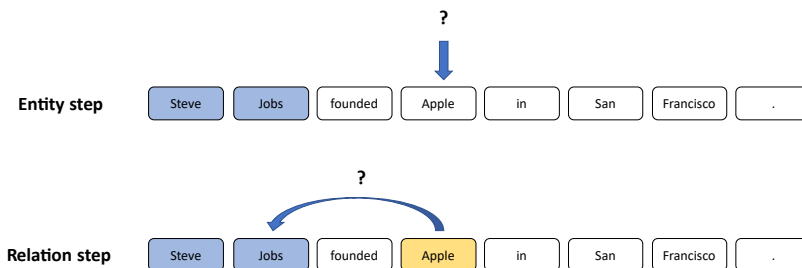 ?
Entity step Steve Jobs founded Apple in San Francisco .
?
Relation step Steve Jobs founded Apple in San Francisco .